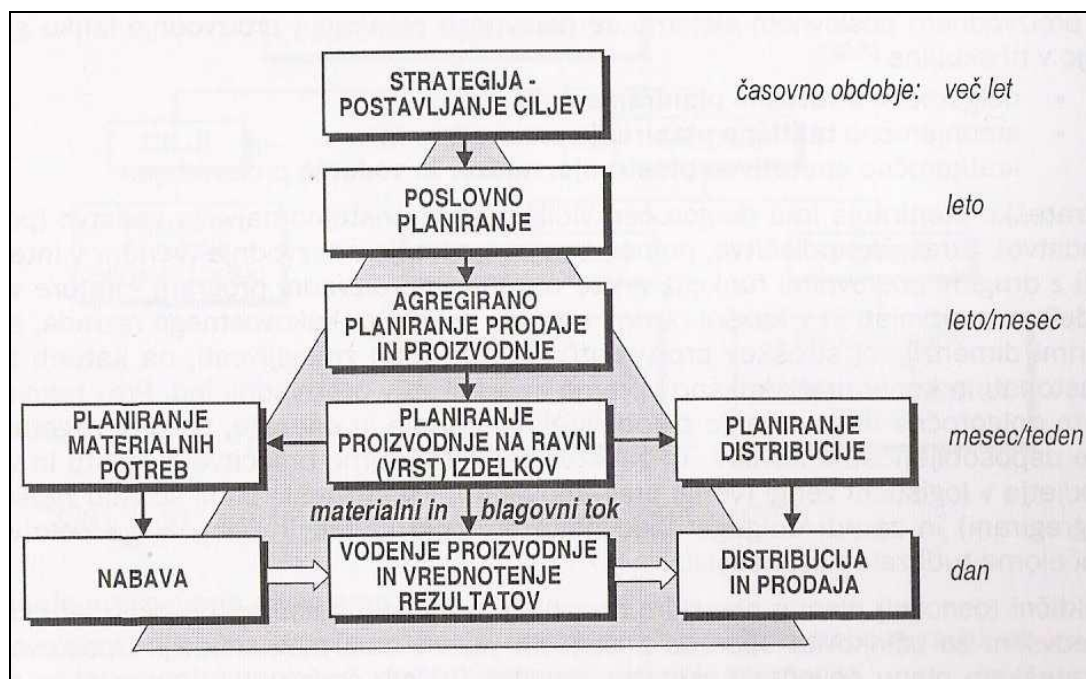 STRATEGIJA -
POSTAVLJANJE CILJEV
časovno obdobje: več let
POSLOVNO
PLANIRANJE
leto
AGREGIRANO
PLANIRANJE PRODAJE
IN PROIZVODNJE
leto/mesec
PLANIRANJE
MATERIALNIH
POTREB
PLANIRANJE
PROIZVODNJE NA RAVNI
(VRST) IZDELKOV
PLANIRANJE
DISTRIBUCIJE
mesec/teden
materialni in blagovni tok
NABAVA
VODENJE PROIZVODNJE
IN VREDNOTENJE
REZULTATOV
DISTRIBUCIJA
IN PRODAJA
dan